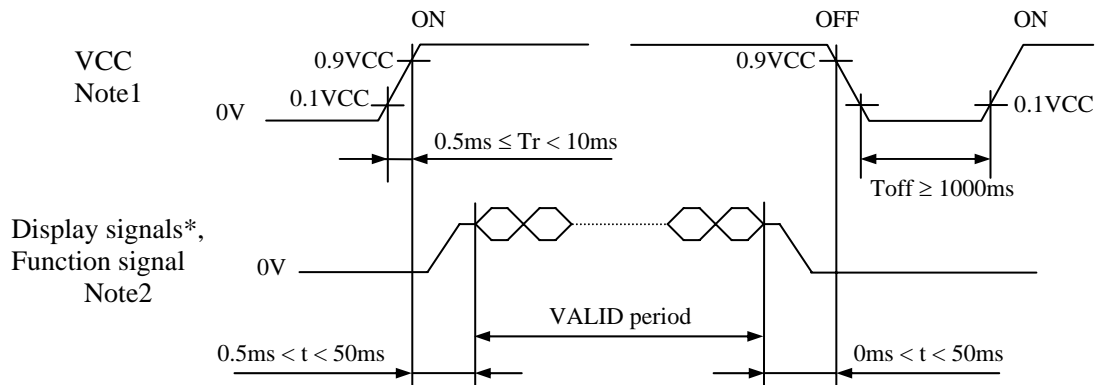 ON OFF ON
VCC
Note1
0.9VCC
0.9VCC
0.1VCC
0.1VCC
0V
0.5ms ≤ Tr < 10ms
Toff ≥ 1000ms
Display signals*,
Function signal
Note2
0V
VALID period
0.5ms < t < 50ms
0ms < t < 50ms